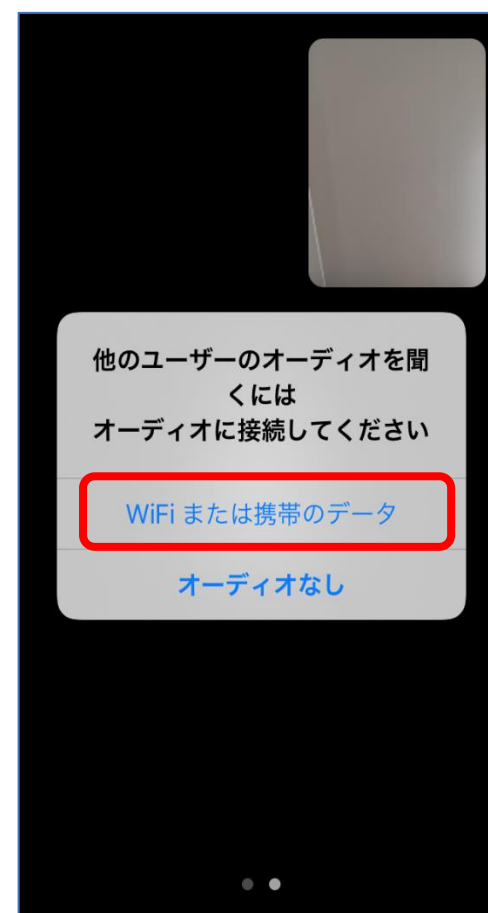 他のユーザーのオーディオを聞
くには
オーディオに接続してください
WiFi または携帯のデータ
オーディオなし